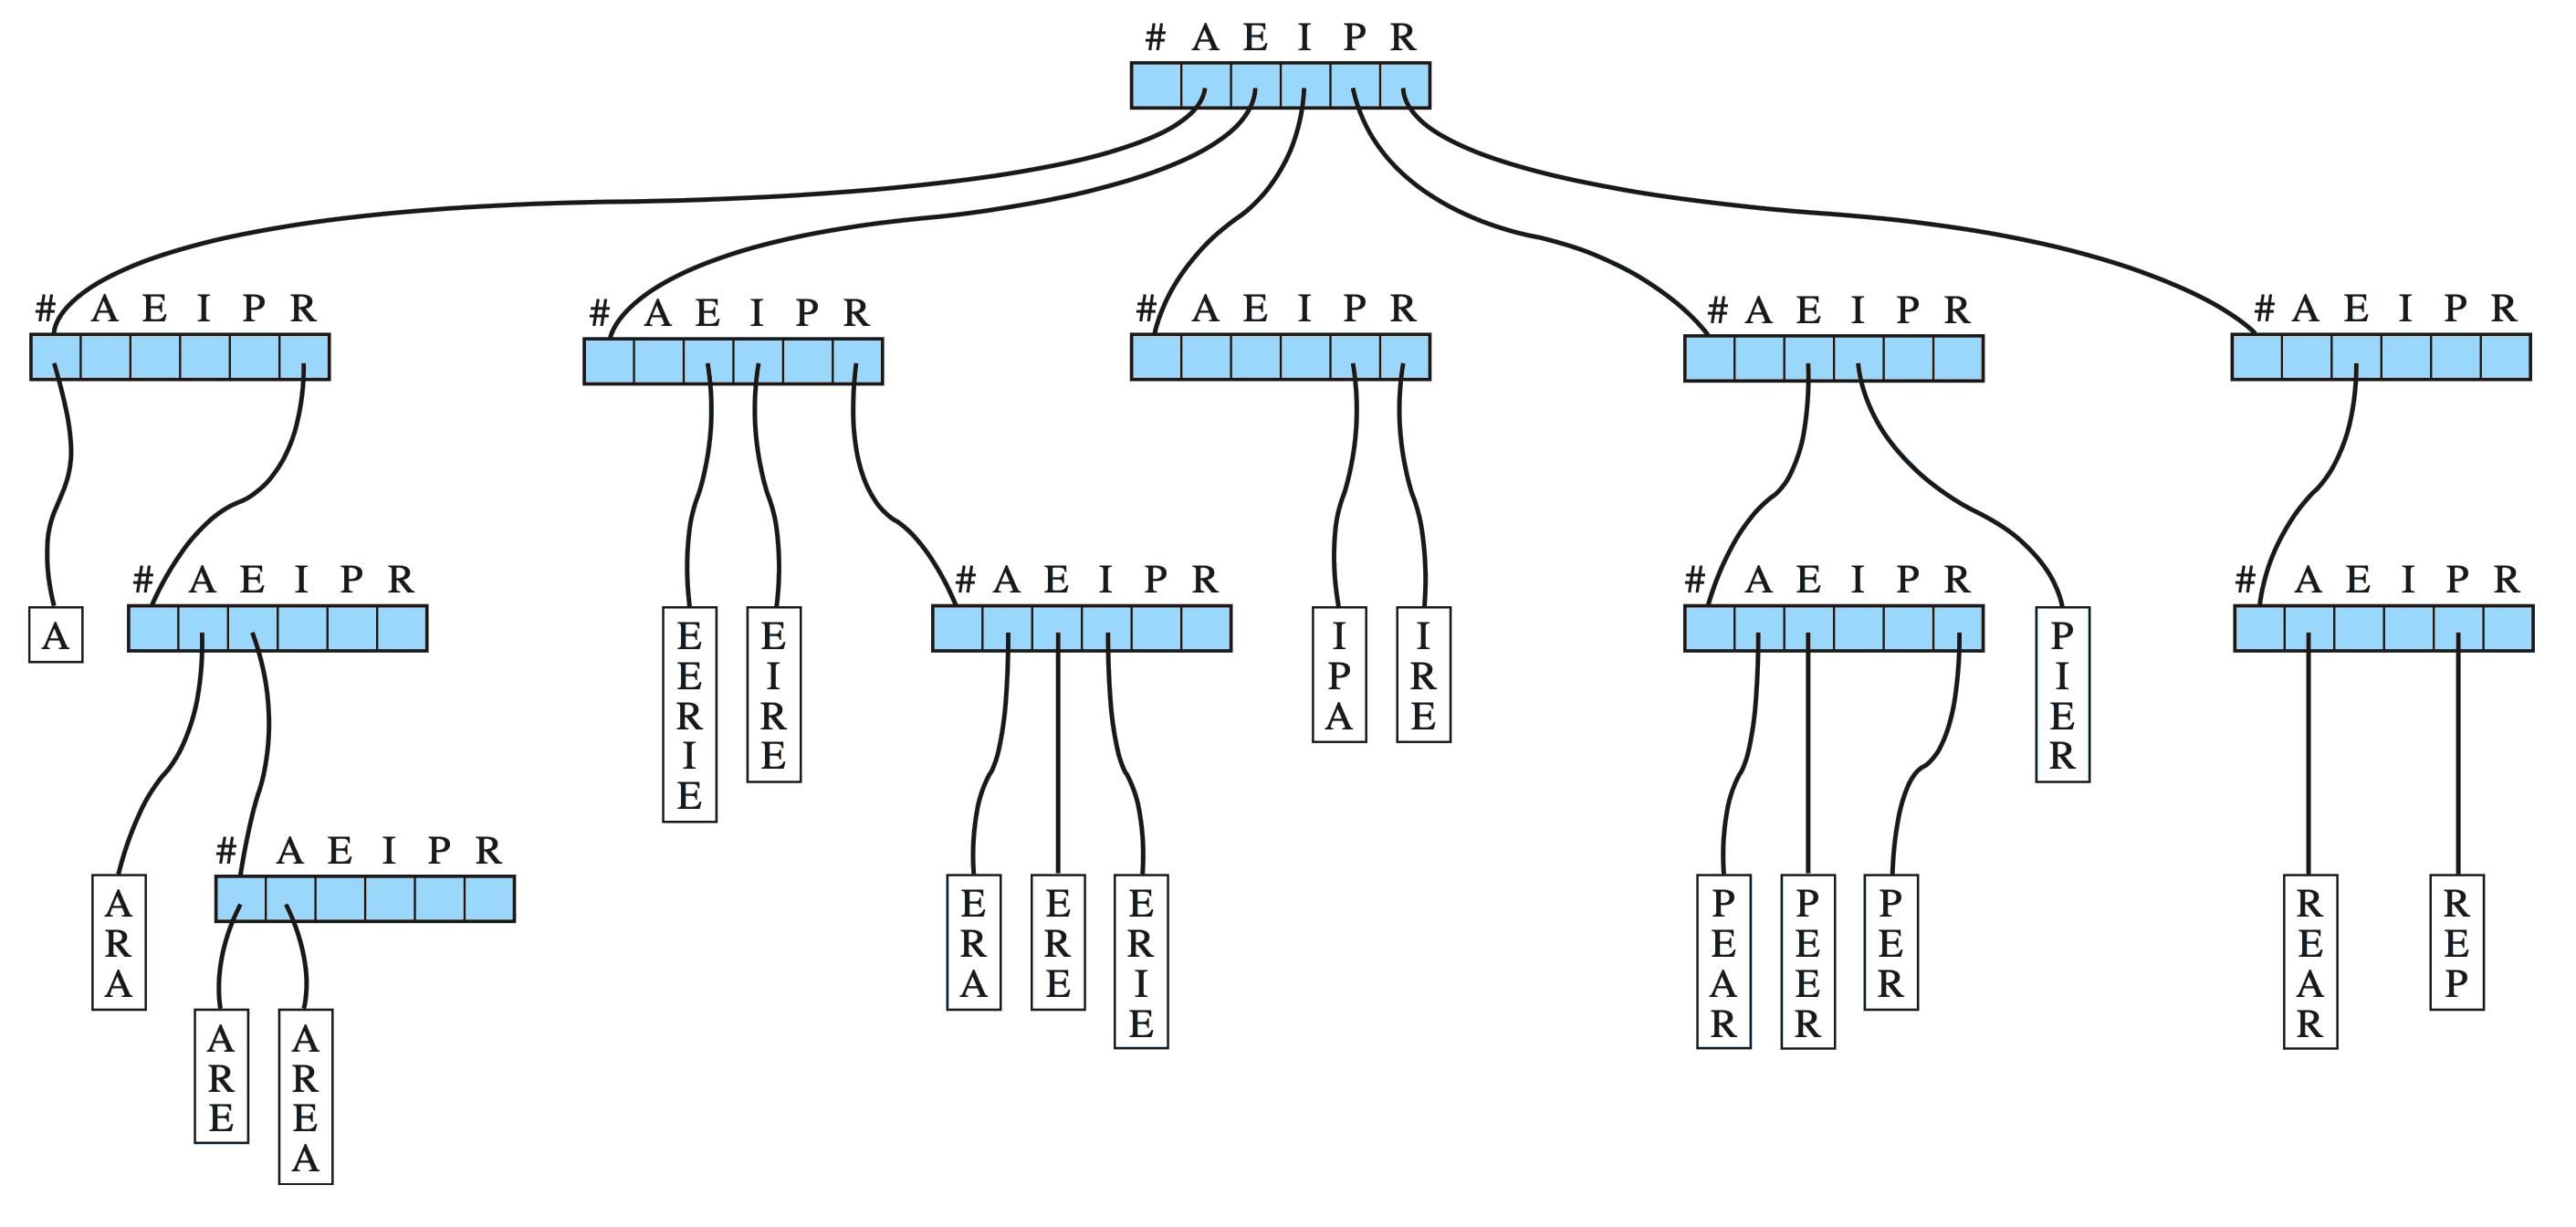 # A E I P R
# A E I P R
# A E I P R
# A E I P R
# A E I P R
# A E I P R
A
# A E I P R
EERIE
EIRE
# A E I P R
IPA
IRE
# A E I P R
PIER
# A E I P R
ARA
# A E I P R
ERA
ERE
ERIE
PEAR
PEER
PER
REAR
REP
ARE
AREA